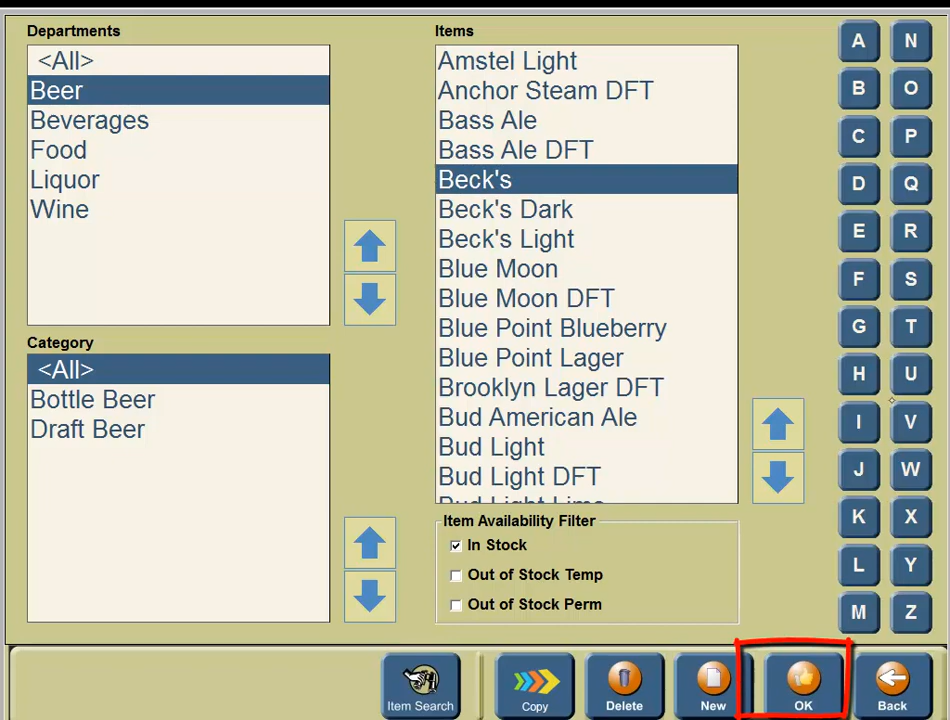 Departments
<All>
Beer
Beverages
Food
Liquor
Wine
Category
<All>
Bottle Beer
Draft Beer
Items
Amstel Light
Anchor Steam DFT
Bass Ale
Bass Ale DFT
Beck's
Beck's Dark
Beck's Light
Blue Moon
Blue Moon DFT
Blue Point Blueberry
Blue Point Lager
Brooklyn Lager DFT
Bud American Ale
Bud Light
Bud Light DFT
Bud Light Lime
Item Availability Filter
In Stock
Out of Stock Temp
Out of Stock Perm
A N
B O
C P
D Q
E R
F S
G T
H U
I V
J W
K X
L Y
M Z
Item Search
Copy
Delete
New
OK
Back